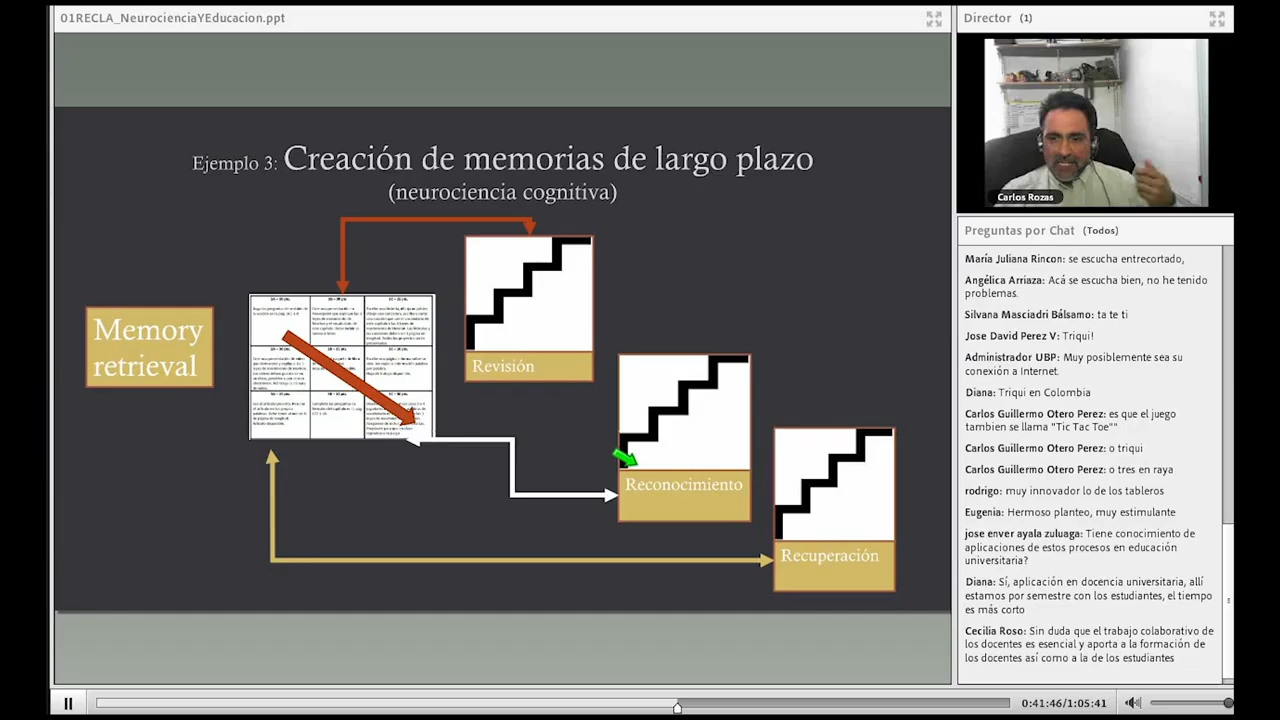 01RECLA_NeurocienciaYEducacion.ppt
Ejemplo 3: Creación de memorias de largo plazo
(neurociencia cognitiva)
Memory
retrieval
Revisión
Reconocimiento
Recuperación
Director (1)
Carlos Rozas
Preguntas por Chat (Todos)
María Juliana Rincon: se escucha entrecortado,
Angélica Arriaza: Acá se escucha bien, no he tenido
problemas.
Silvana Masciadri Bálsamo: ta te ti
Jose David Perez V: Triqui!
Administrador UBP: Muy posiblemente sea su
conexión a Internet.
Diana: Triqui en Colombia
Carlos Guillermo Otero Perez: es que el juego
tambien se llama "Tic Tac Toe""
Carlos Guillermo Otero Perez: o triqui
Carlos Guillermo Otero Perez: o tres en raya
rodrigo: muy innovador lo de los tableros
Eugenia: Hermoso planteo, muy estimulante
jose enver ayala zuluaga: Tiene conocimiento de
aplicaciones de estos procesos en educación
universitaria?
Diana: Sí, aplicación en docencia universitaria, allí
estamos por semestre con los estudiantes, el tiempo
es más corto
Cecilia Roso: Sin duda que el trabajo colaborativo de
los docentes es esencial y aporta a la formación de
los docentes así como a la de los estudiantes
0:41:46/1:05:41